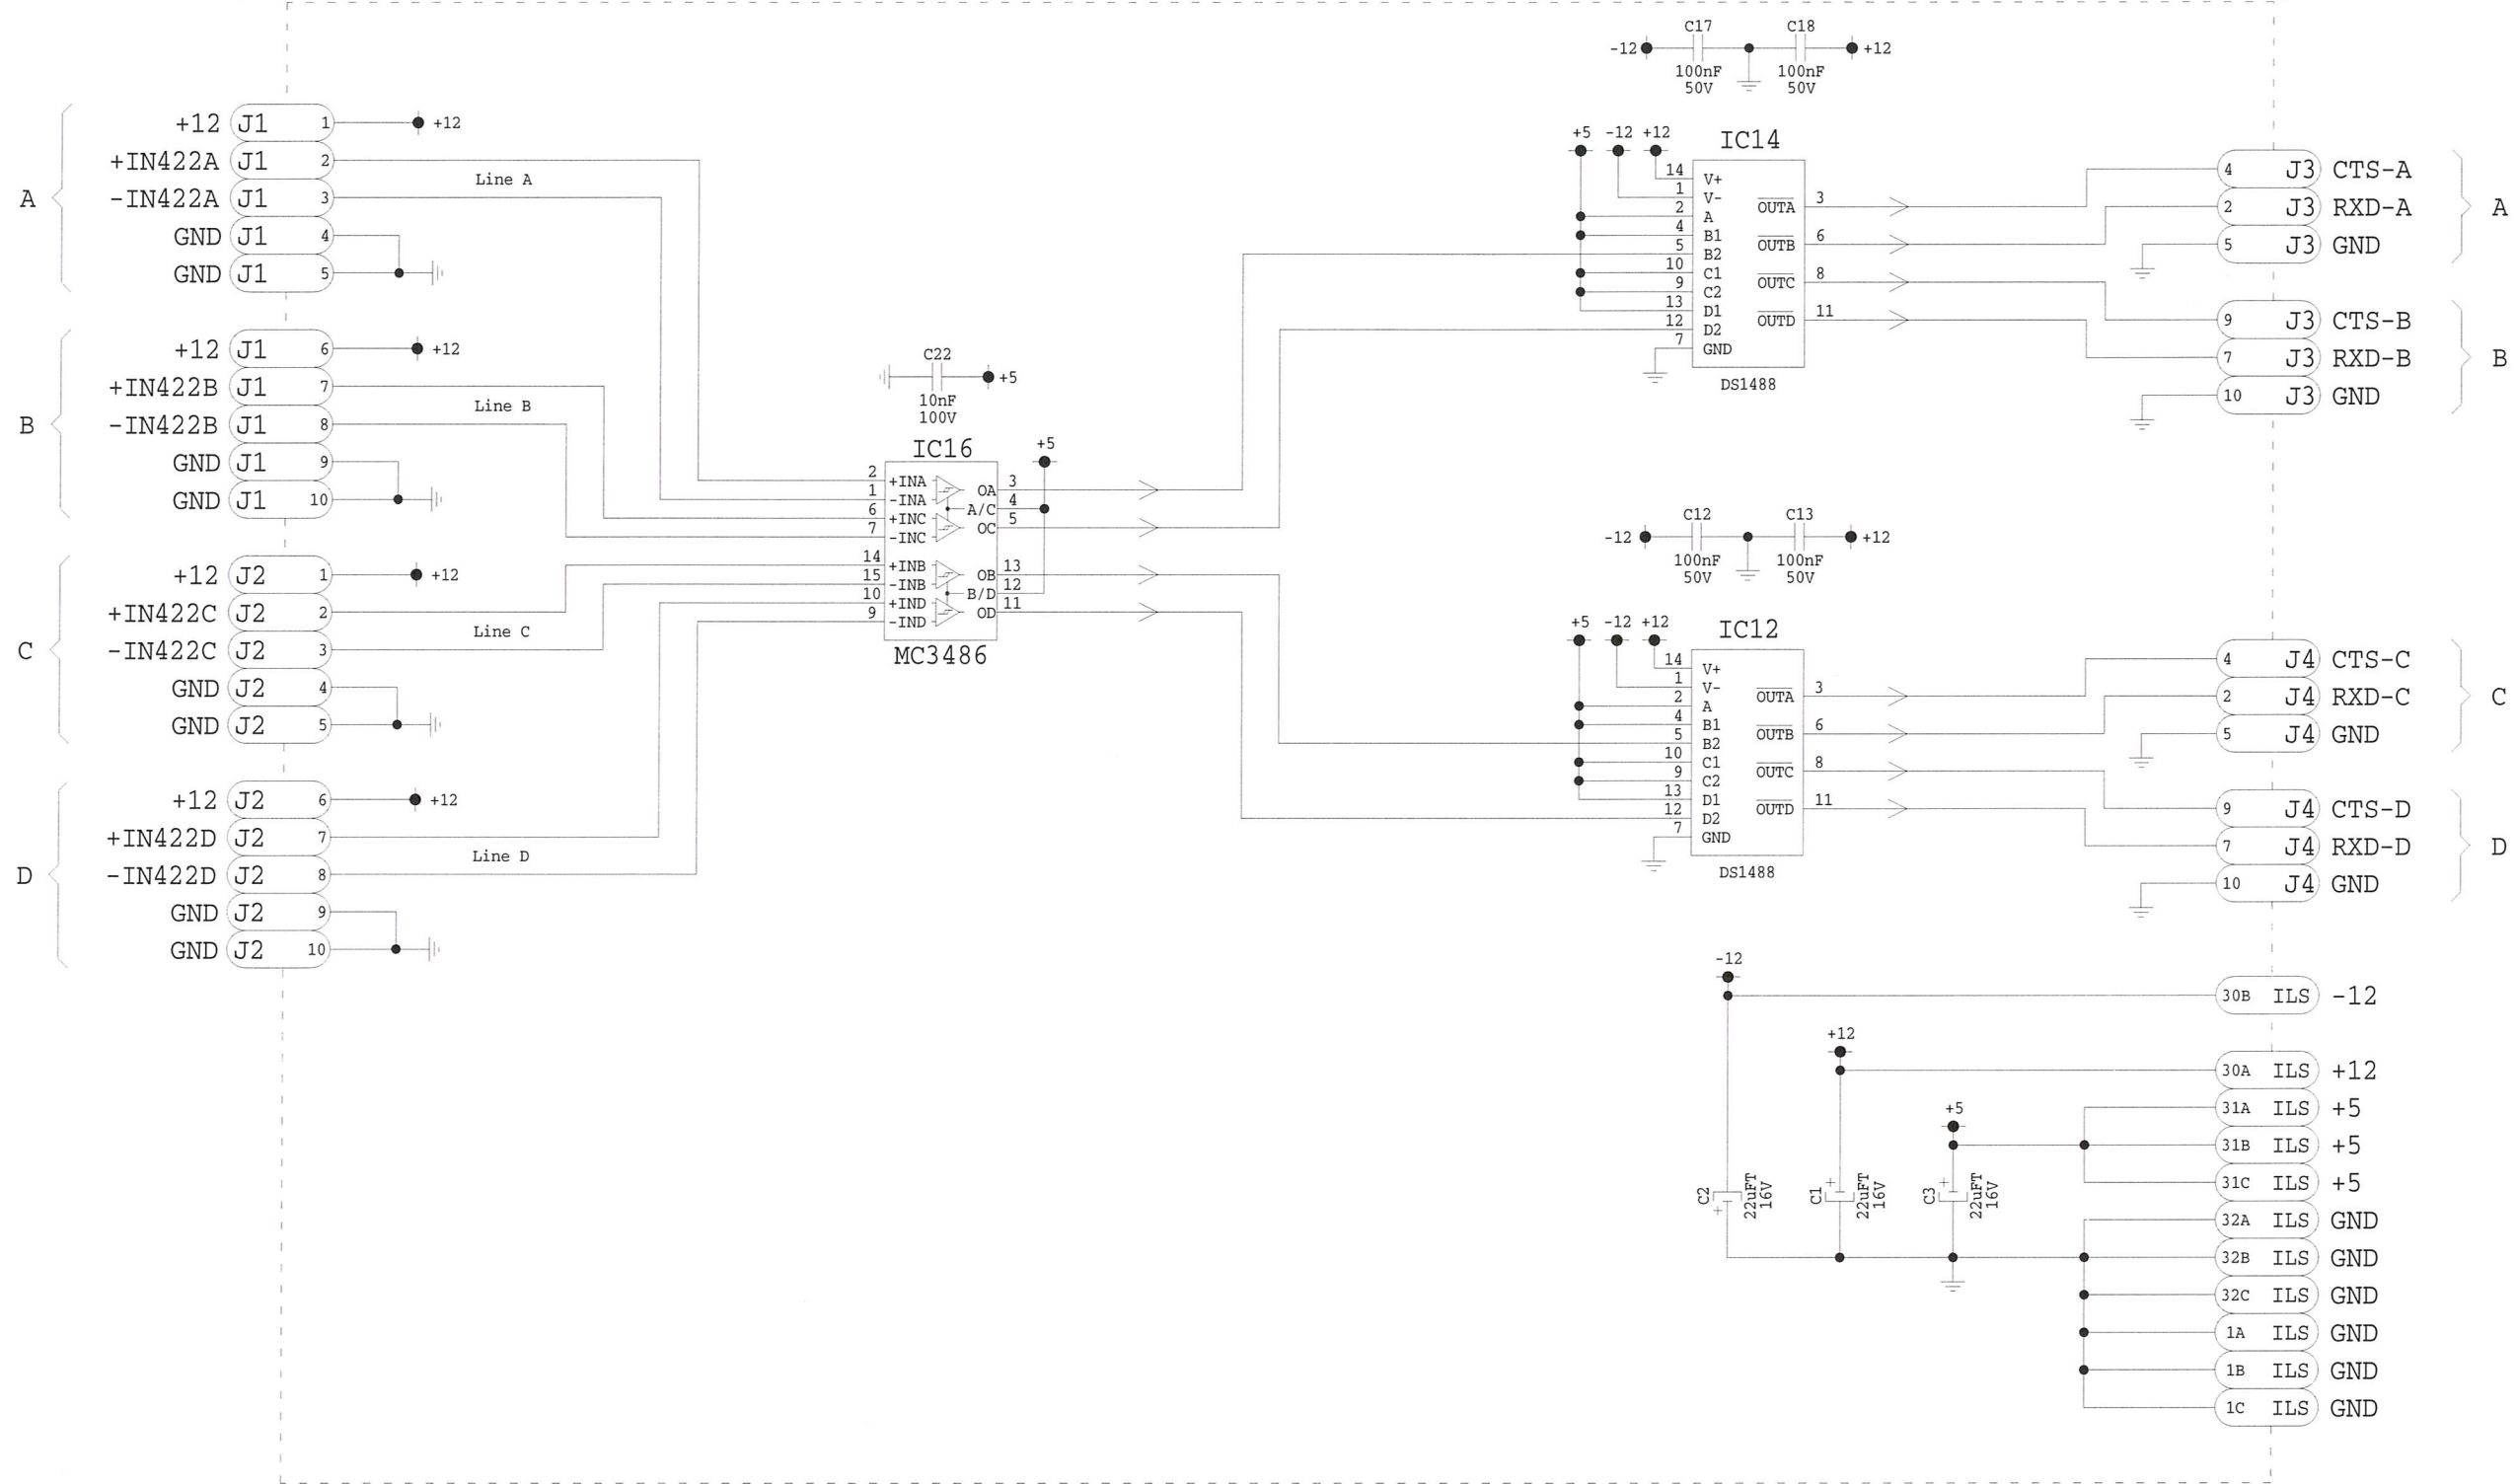 A
+12 J1 1 +12
+IN422A J1 2
Line A
-IN422A J1 3
GND J1 4
GND J1 5
B
+12 J1 6 +12
+IN422B J1 7
Line B
-IN422B J1 8
GND J1 9
GND J1 10
C
+12 J2 1 +12
+IN422C J2 2
Line C
-IN422C J2 3
GND J2 4
GND J2 5
D
+12 J2 6 +12
+IN422D J2 7
Line D
-IN422D J2 8
GND J2 9
GND J2 10
C22
+5
10nF
100V
IC16
+5
2 +INA OA 3
1 -INA A/C 4
6 +INC OC 5
7 -INC
14 +INB OB 13
15 -INB B/D 12
10 +IND OD 11
9 -IND
MC3486
C17 C18
-12 +12
100nF 100nF
50V 50V
+5 -12 +12
IC14
14 V+
1 V-
2 A OUTA 3
4 B1 OUTB 6
5 B2
10 C1 OUTC 8
9 C2
13 D1 OUTD 11
12 D2
7 GND
DS1488
C12 C13
-12 +12
100nF 100nF
50V 50V
+5 -12 +12
IC12
14 V+
1 V-
2 A OUTA 3
4 B1 OUTB 6
5 B2
10 C1 OUTC 8
9 C2
13 D1 OUTD 11
12 D2
7 GND
DS1488
4 J3 CTS-A
2 J3 RXD-A
5 J3 GND
A
9 J3 CTS-B
7 J3 RXD-B
10 J3 GND
B
4 J4 CTS-C
2 J4 RXD-C
5 J4 GND
C
9 J4 CTS-D
7 J4 RXD-D
10 J4 GND
D
-12
30B ILS -12
+12
30A ILS +12
31A ILS +5
+5
31B ILS +5
31C ILS +5
C2 + 22uFT 16V
C1 + 22uFT 16V
C3 + 22uFT 16V
32A ILS GND
32B ILS GND
32C ILS GND
1A ILS GND
1B ILS GND
1C ILS GND